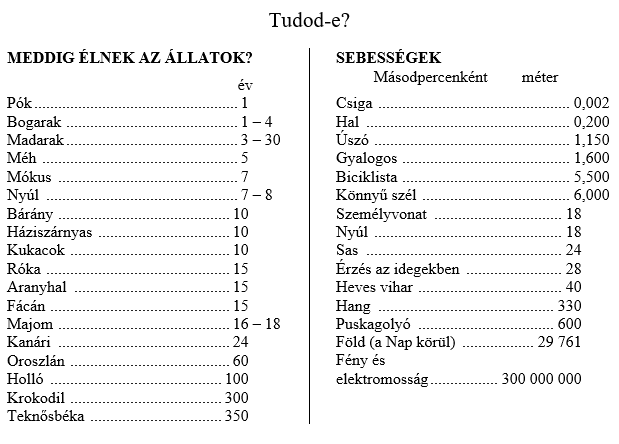 Tudod-e?
MEDDIG ÉLNEK AZ ÁLLATOK?
év
Pók 1
Bogarak 1 – 4
Madarak 3 – 30
Méh 5
Mókus 7
Nyúl 7 – 8
Bárány 10
Háziszárnyas 10
Kukacok 10
Róka 15
Aranyhal 15
Fácán 15
Majom 16 – 18
Kanári 24
Oroszlán 60
Holló 100
Krokodil 300
Teknősbéka 350
SEBESSÉGEK
Másodpercenként méter
Csiga 0,002
Hal 0,200
Úszó 1,150
Gyalogos 1,600
Biciklista 5,500
Könnyű szél 6,000
Személyvonat 18
Nyúl 18
Sas 24
Érzés az idegekben 28
Heves vihar 40
Hang 330
Puskagolyó 600
Föld (a Nap körül) 29 761
Fény és
elektromosság 300 000 000